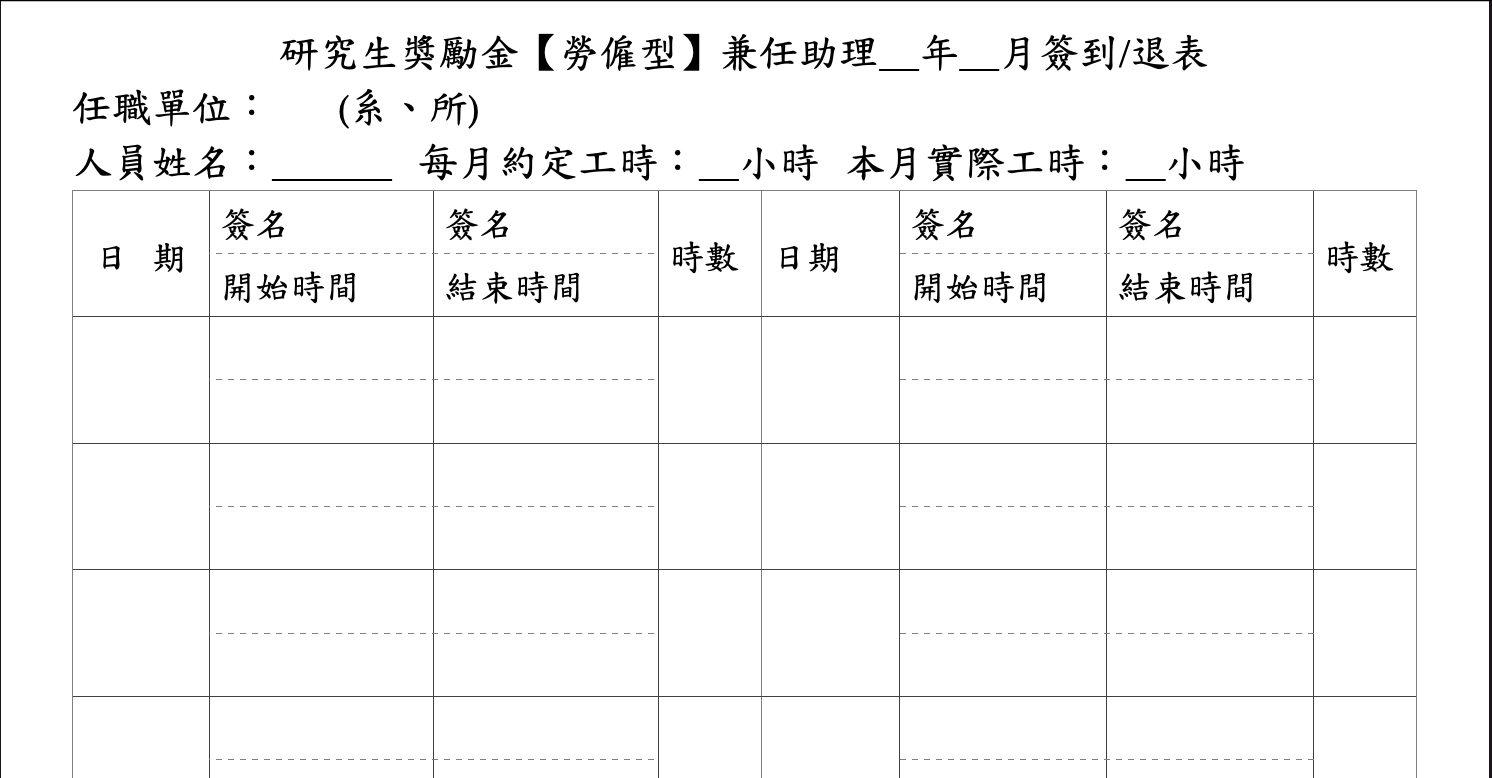 研究生獎勵金【勞僱型】兼任助理__年__月簽到/退表
任職單位：　　(系、所)
人員姓名：______ 每月約定工時：__小時 本月實際工時：__小時
日 期 簽名 簽名 時數 日期 簽名 簽名 時數
開始時間 結束時間 開始時間 結束時間